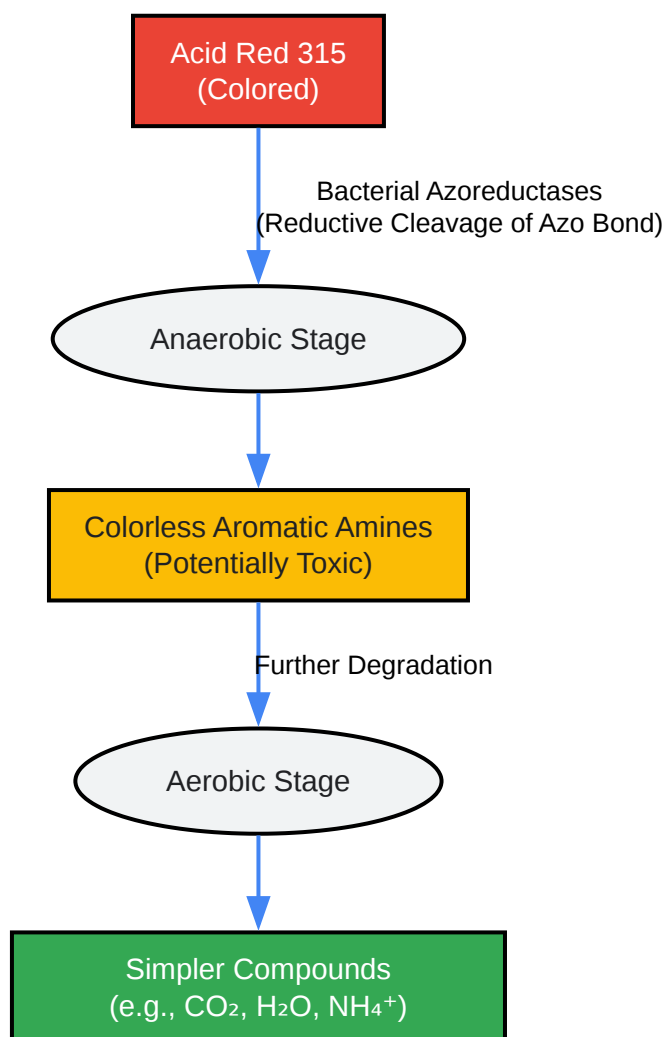 Acid Red 315
(Colored)
Bacterial Azoreductases
(Reductive Cleavage of Azo Bond)
Anaerobic Stage
Colorless Aromatic Amines
(Potentially Toxic)
Further Degradation
Aerobic Stage
Simpler Compounds
(e.g., CO₂, H₂O, NH₄⁺)